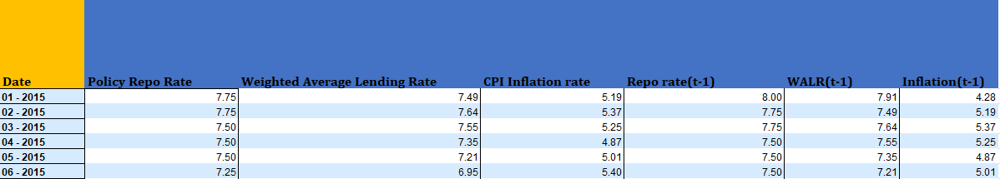 Date Policy Repo Rate Weighted Average Lending Rate CPI Inflation rate Repo rate(t-1) WALR(t-1) Inflation(t-1)
01 - 2015 7.75 7.49 5.19 8.00 7.91 4.28
02 - 2015 7.75 7.64 5.37 7.75 7.49 5.19
03 - 2015 7.50 7.55 5.25 7.75 7.64 5.37
04 - 2015 7.50 7.35 4.87 7.50 7.55 5.25
05 - 2015 7.50 7.21 5.01 7.50 7.35 4.87
06 - 2015 7.25 6.95 5.40 7.50 7.21 5.01